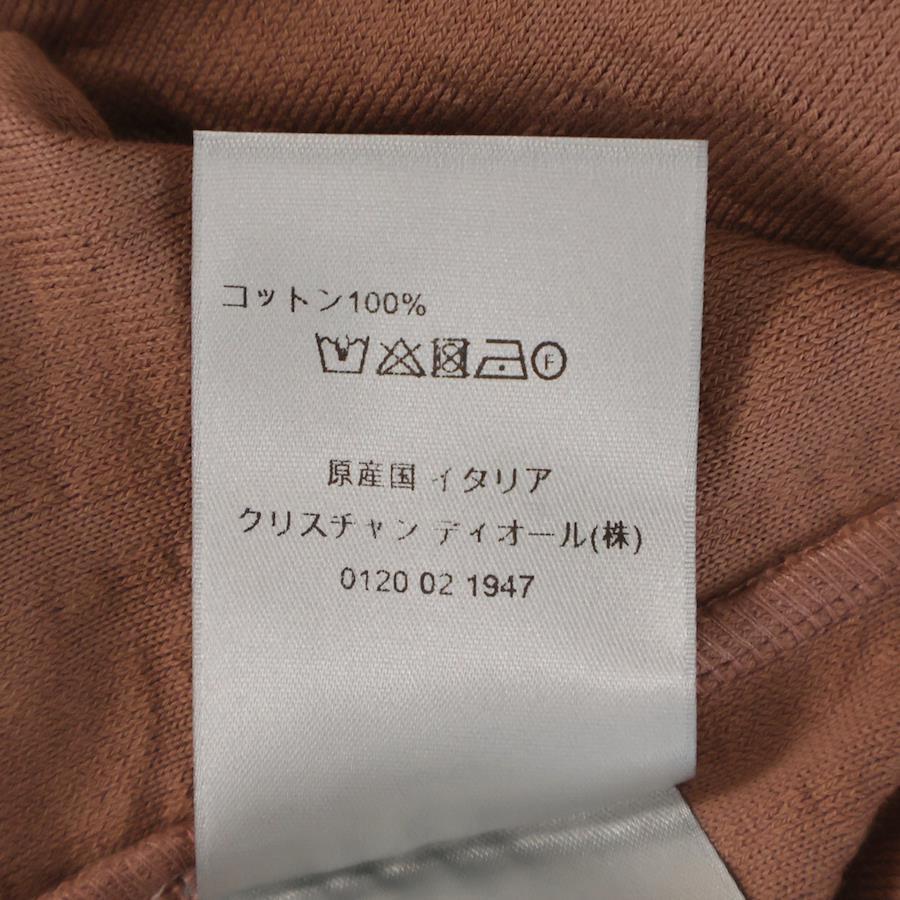 コットン100%
原産国 イタリア
クリスチャン ディオール(株)
0120 02 1947